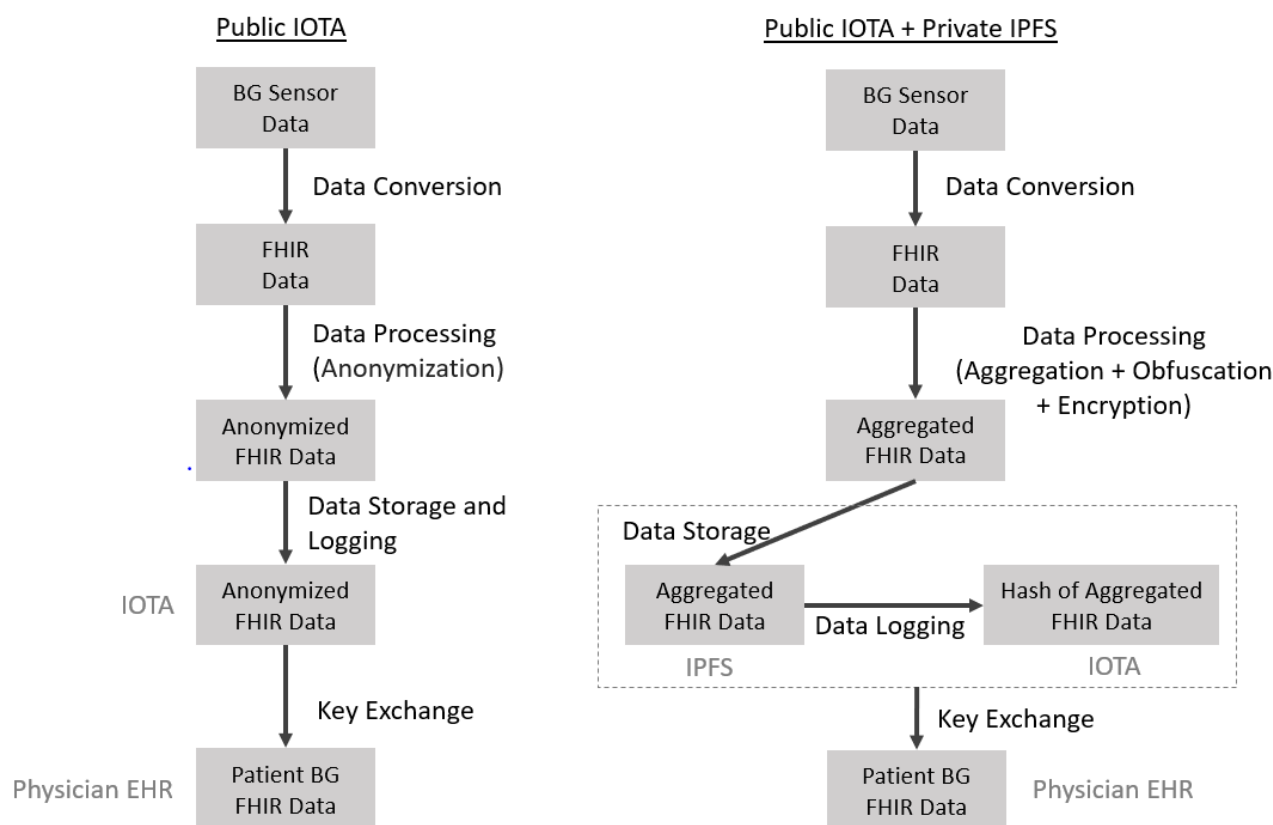 Public IOTA
BG Sensor
Data
Data Conversion
FHIR
Data
Data Processing
(Anonymization)
Anonymized
FHIR Data
Data Storage and
Logging
IOTA
Anonymized
FHIR Data
Key Exchange
Physician EHR
Patient BG
FHIR Data
Public IOTA + Private IPFS
BG Sensor
Data
Data Conversion
FHIR
Data
Data Processing
(Aggregation + Obfuscation
+ Encryption)
Aggregated
FHIR Data
Data Storage
Aggregated
FHIR Data
IPFS
Data Logging
Hash of Aggregated
FHIR Data
IOTA
Key Exchange
Patient BG
FHIR Data
Physician EHR